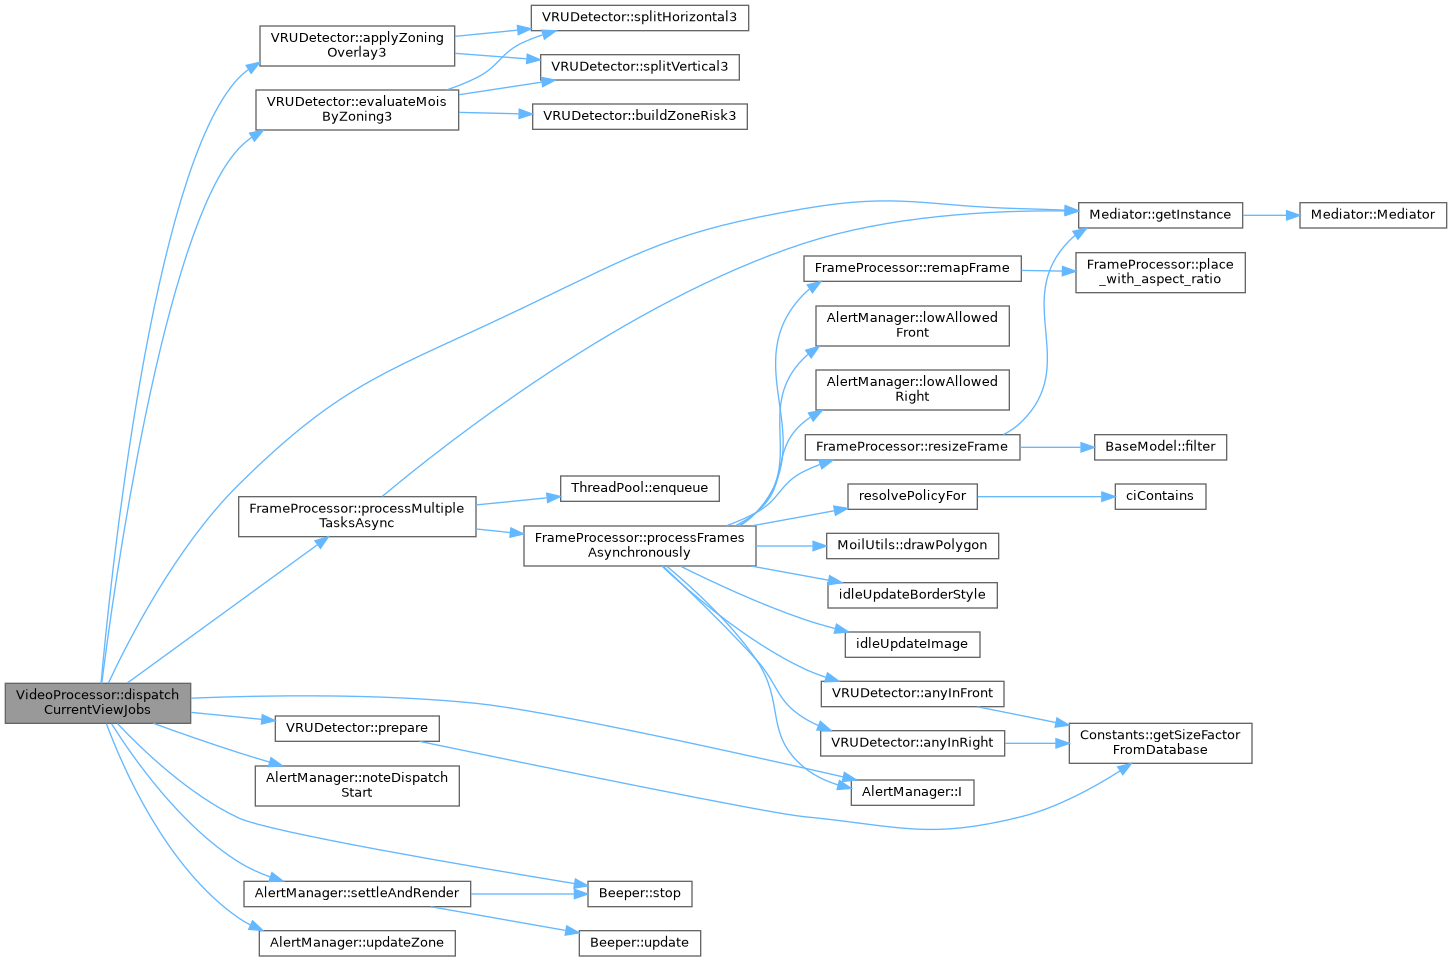 VRUDetector::splitHorizontal3
VRUDetector::applyZoning
Overlay3
VRUDetector::splitVertical3
VRUDetector::evaluateMois
ByZoning3
VRUDetector::buildZoneRisk3
Mediator::getInstance
Mediator::Mediator
FrameProcessor::remapFrame
FrameProcessor::place
_with_aspect_ratio
AlertManager::lowAllowed
Front
AlertManager::lowAllowed
Right
FrameProcessor::resizeFrame
BaseModel::filter
ThreadPool::enqueue
resolvePolicyFor
ciContains
FrameProcessor::processMultiple
TasksAsync
FrameProcessor::processFrames
Asynchronously
MoilUtils::drawPolygon
idleUpdateBorderStyle
idleUpdateImage
VideoProcessor::dispatch
CurrentViewJobs
VRUDetector::anyInFront
VRUDetector::prepare
VRUDetector::anyInRight
Constants::getSizeFactor
FromDatabase
AlertManager::noteDispatch
Start
AlertManager::I
AlertManager::settleAndRender
Beeper::stop
AlertManager::updateZone
Beeper::update